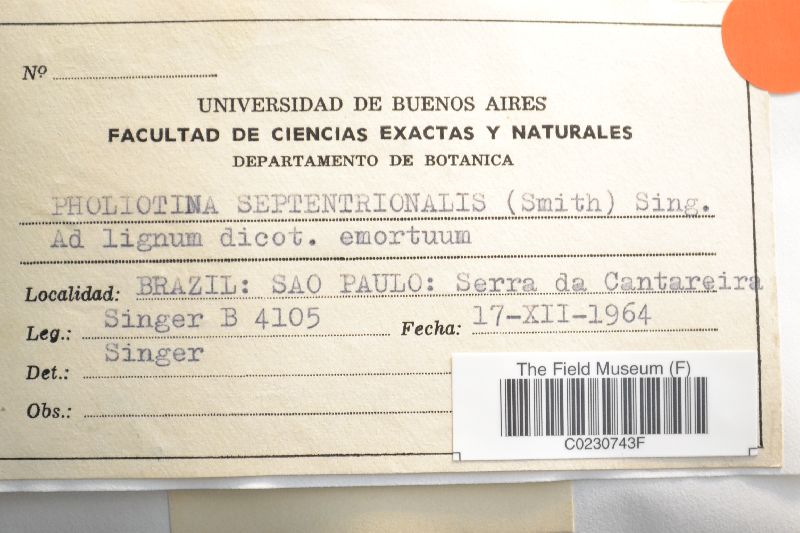 Nº
UNIVERSIDAD DE BUENOS AIRES
FACULTAD DE CIENCIAS EXACTAS Y NATURALES
DEPARTAMENTO DE BOTANICA
PHOLIOTINA SEPTENTRIONALIS (Smith) Sing.
Ad lignum dicot. emortuum
Localidad: BRAZIL: SAO PAULO: Serra da Cantareira
Leg.: Singer B 4105 Fecha: 17-XII-1964
Det.: Singer
Obs.:
The Field Museum (F)
C0230743F